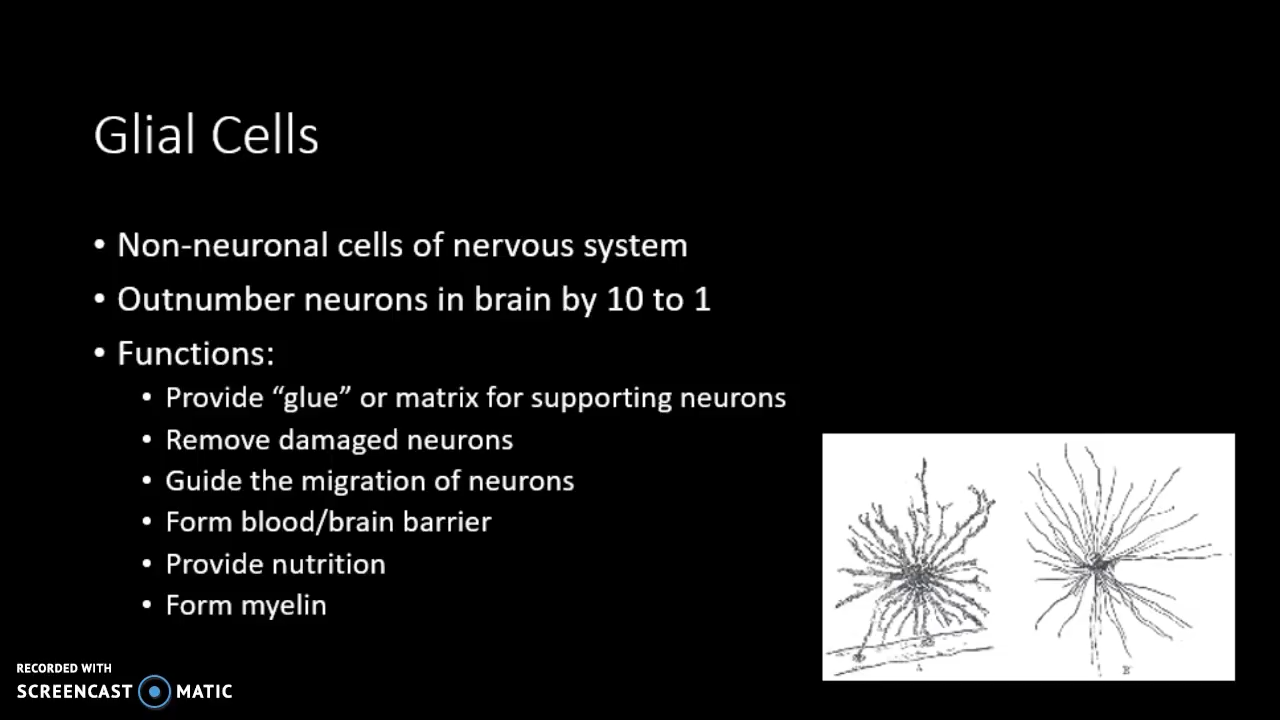 Glial Cells
• Non-neuronal cells of nervous system
• Outnumber neurons in brain by 10 to 1
• Functions:
• Provide “glue” or matrix for supporting neurons
• Remove damaged neurons
• Guide the migration of neurons
• Form blood/brain barrier
• Provide nutrition
• Form myelin
A B
RECORDED WITH
SCREENCAST MATIC